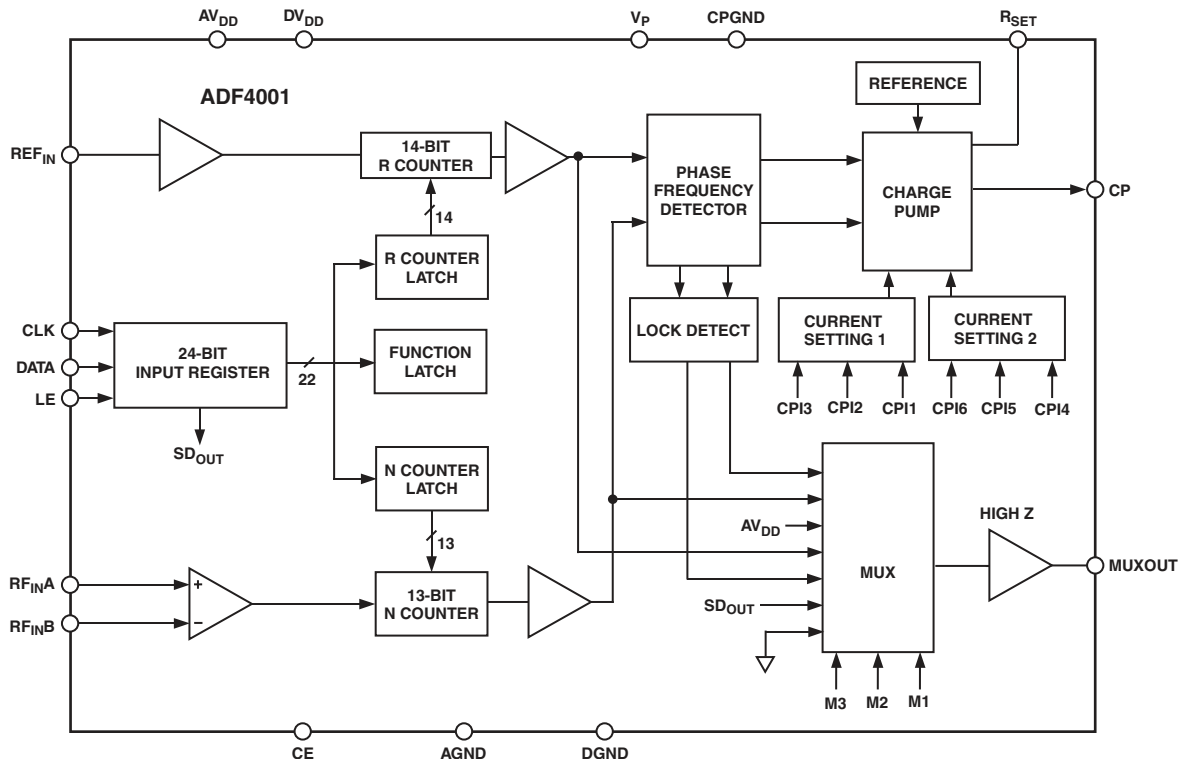 AVDD
DVDD
VP
CPGND
RSET
ADF4001
REFERENCE
REFIN
14-BIT
R COUNTER
PHASE
FREQUENCY
DETECTOR
CHARGE
PUMP
CP
14
R COUNTER
LATCH
CLK
DATA
LE
24-BIT
INPUT REGISTER
22
FUNCTION
LATCH
LOCK DETECT
CURRENT
SETTING 1
CURRENT
SETTING 2
CPI3
CPI2
CPI1
CPI6
CPI5
CPI4
SDOUT
N COUNTER
LATCH
13
AVDD
HIGH Z
MUX
MUXOUT
RFINA
+
13-BIT
N COUNTER
SDOUT
RFINB
–
M3
M2
M1
CE
AGND
DGND